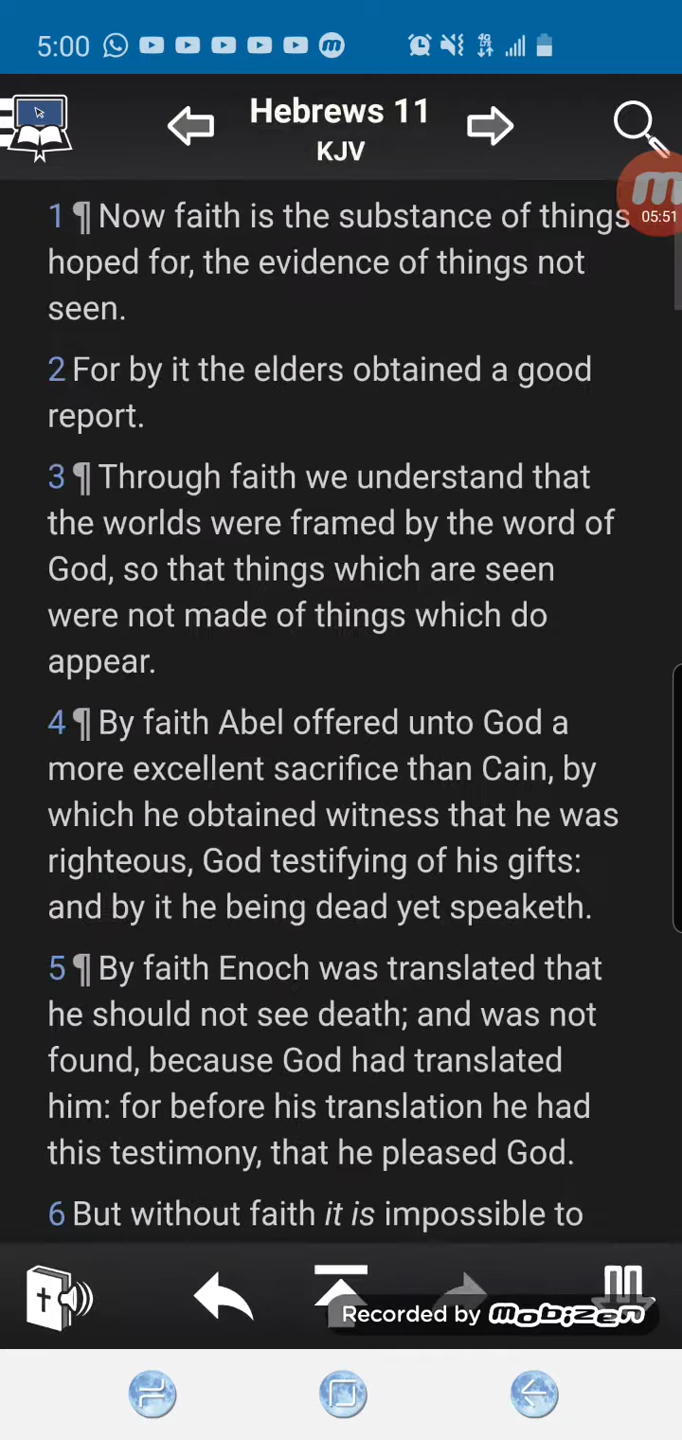 5:00
Hebrews 11
KJV
05:51
1 ¶ Now faith is the substance of things
hoped for, the evidence of things not
seen.
2 For by it the elders obtained a good
report.
3 ¶ Through faith we understand that
the worlds were framed by the word of
God, so that things which are seen
were not made of things which do
appear.
4 ¶ By faith Abel offered unto God a
more excellent sacrifice than Cain, by
which he obtained witness that he was
righteous, God testifying of his gifts:
and by it he being dead yet speaketh.
5 ¶ By faith Enoch was translated that
he should not see death; and was not
found, because God had translated
him: for before his translation he had
this testimony, that he pleased God.
6 But without faith it is impossible to
Recorded by mobizen